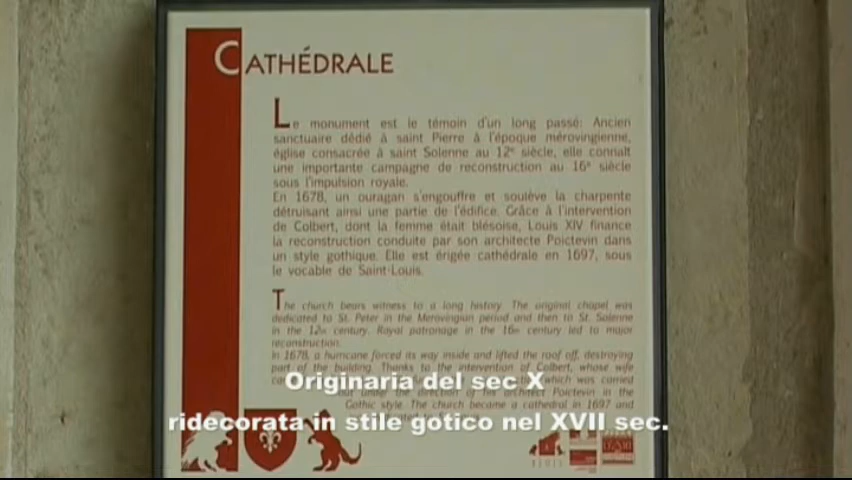 CATHÉDRALE
Le monument est le témoin d'un long passé: Ancien
sanctuaire dédié à saint Pierre à l'époque mérovingienne,
église consacrée à saint Solenne au 12e siècle, elle connaît
une importante campagne de reconstruction au 16e siècle
sous l'impulsion royale.
En 1678, un ouragan s'engouffre et soulève la charpente
détruisant ainsi une partie de l'édifice. Grâce à l'intervention
de Colbert, dont la femme était blésoise, Louis XIV finance
la reconstruction conduite par son architecte Poictevin dans
un style gothique. Elle est érigée cathédrale en 1697, sous
le vocable de Saint-Louis.
The church bears witness to a long history. The original chapel was
dedicated to St. Peter in the Merovingian period and then to St. Solenne
in the 12th century. Royal patronage in the 16th century led to major
reconstruction.
In 1678, a hurricane forced its way inside and lifted the roof off, destroying
part of the building. Thanks to the intervention of Colbert, whose wife
which was carried
out under the direction of his architect Poictevin in the
Gothic style. The church became a cathedral in 1697 and
Originaria del sec X
ridecorata in stile gotico nel XVII sec.